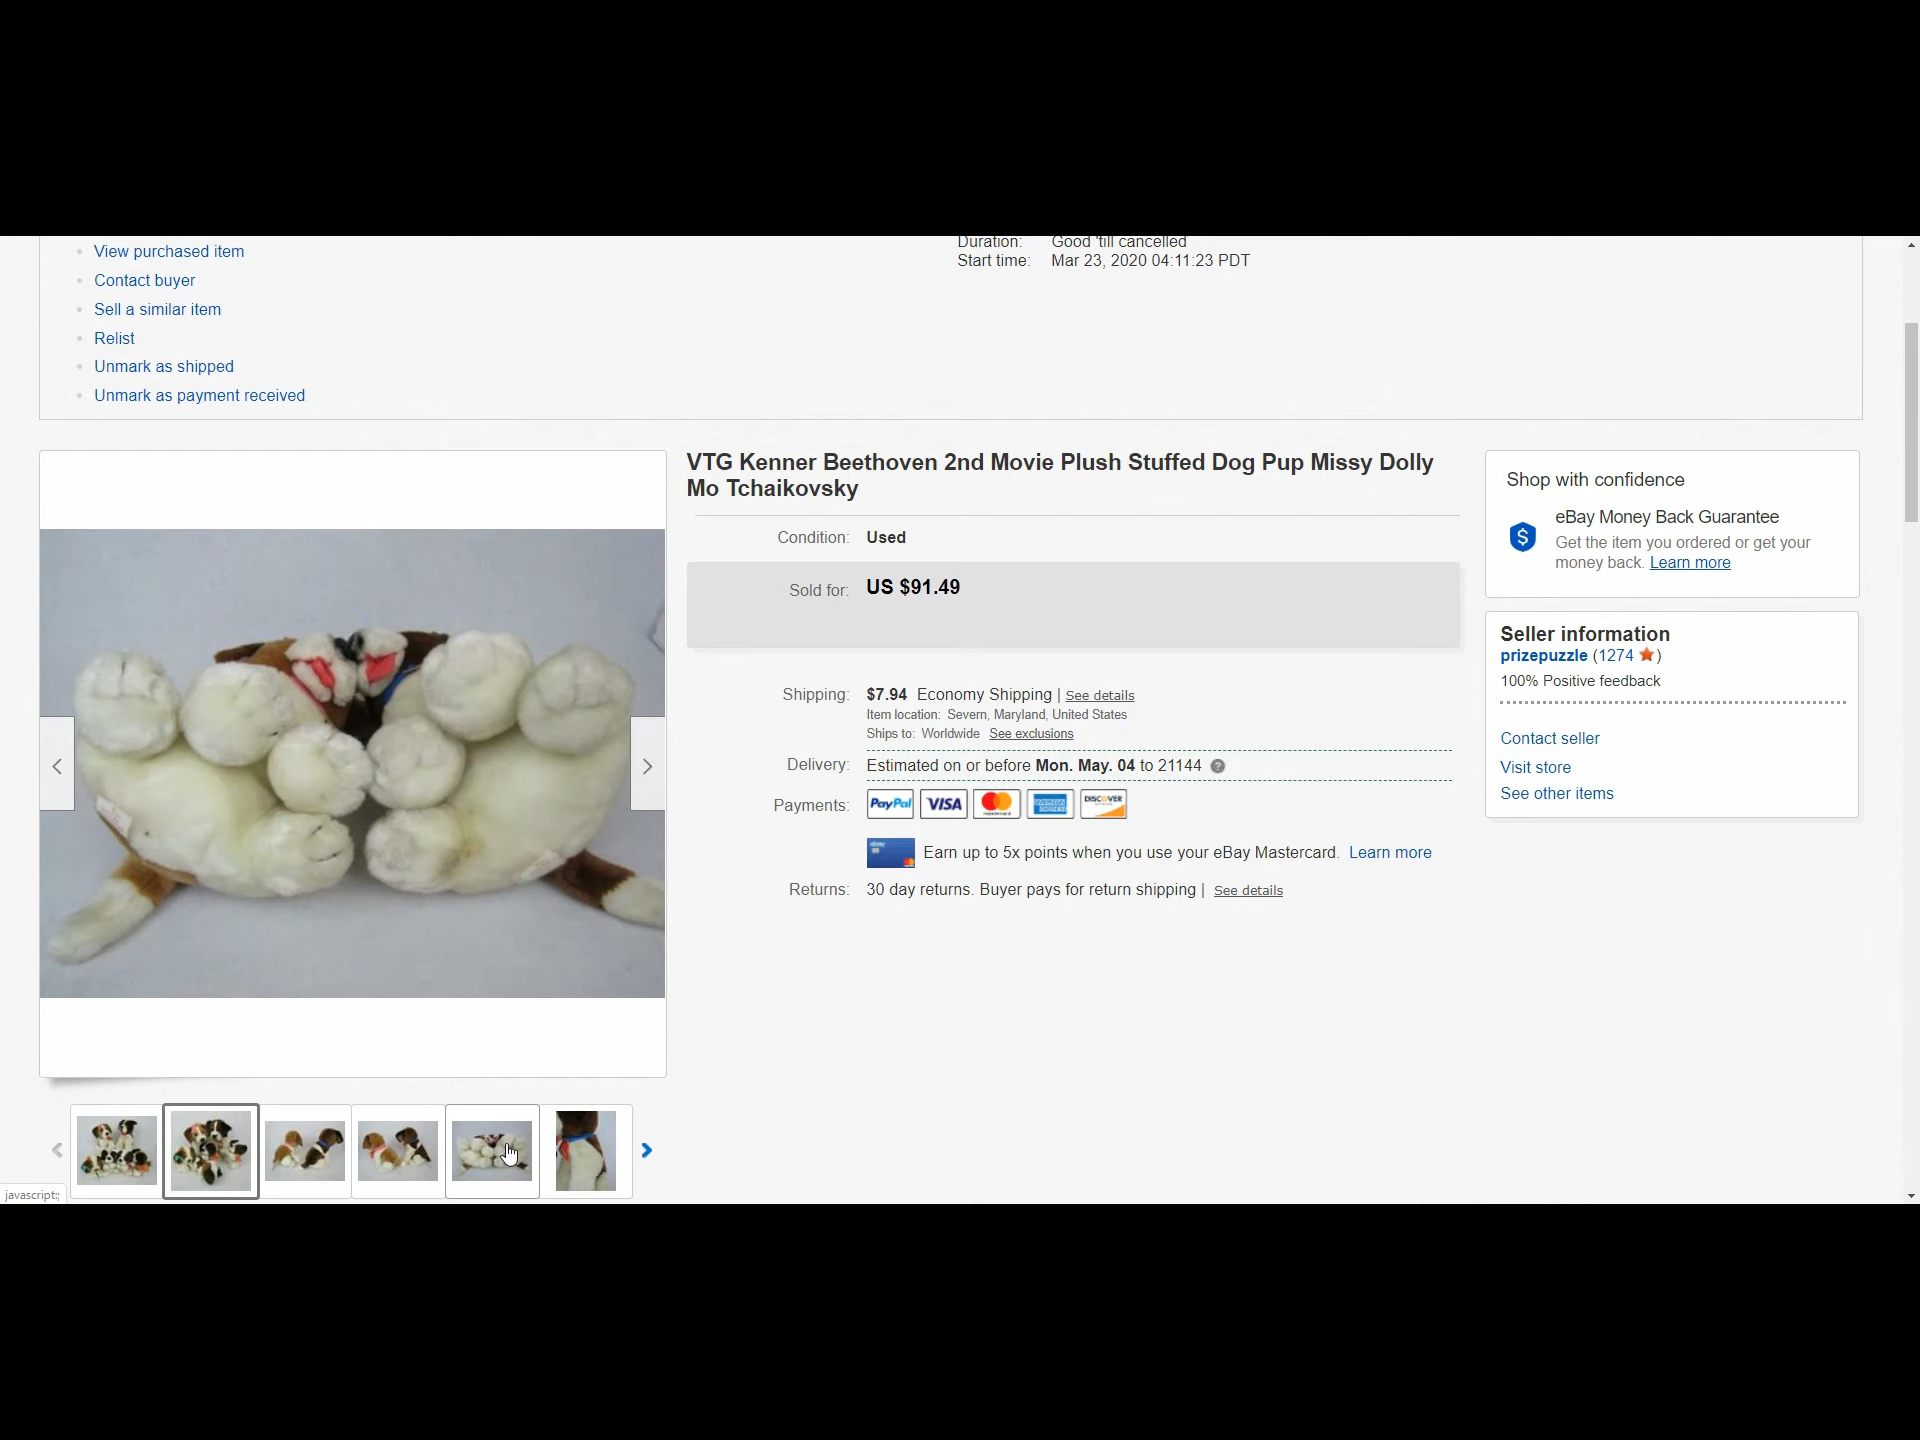 View purchased item
Contact buyer
Sell a similar item
Relist
Unmark as shipped
Unmark as payment received
Duration: Good 'till cancelled
Start time: Mar 23, 2020 04:11:23 PDT
VTG Kenner Beethoven 2nd Movie Plush Stuffed Dog Pup Missy Dolly
Mo Tchaikovsky
Condition: Used
Sold for: US $91.49
Shipping: $7.94 Economy Shipping | See details
Item location: Severn, Maryland, United States
Ships to: Worldwide See exclusions
Delivery: Estimated on or before Mon. May. 04 to 21144 ?
Payments: PayPal VISA mastercard AMERICAN EXPRESS DISCOVER
ebay Earn up to 5x points when you use your eBay Mastercard. Learn more
Returns: 30 day returns. Buyer pays for return shipping | See details
Shop with confidence
eBay Money Back Guarantee
$ Get the item you ordered or get your
money back. Learn more
Seller information
prizepuzzle (1274)
100% Positive feedback
Contact seller
Visit store
See other items
javascript:;